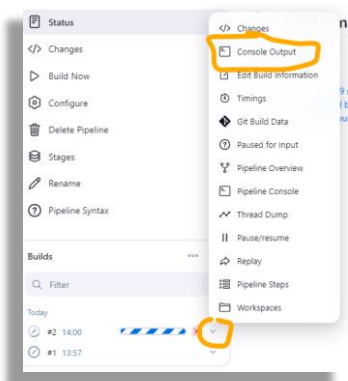 Status
Changes
Build Now
Configure
Delete Pipeline
Stages
Rename
Pipeline Syntax
Builds
Filter
Today
#2 14:00
#1 13:57
Changes
Console Output
Edit Build Information
Timings
Git Build Data
Paused for Input
Pipeline Overview
Pipeline Console
Thread Dump
Pause/resume
Replay
Pipeline Steps
Workspaces